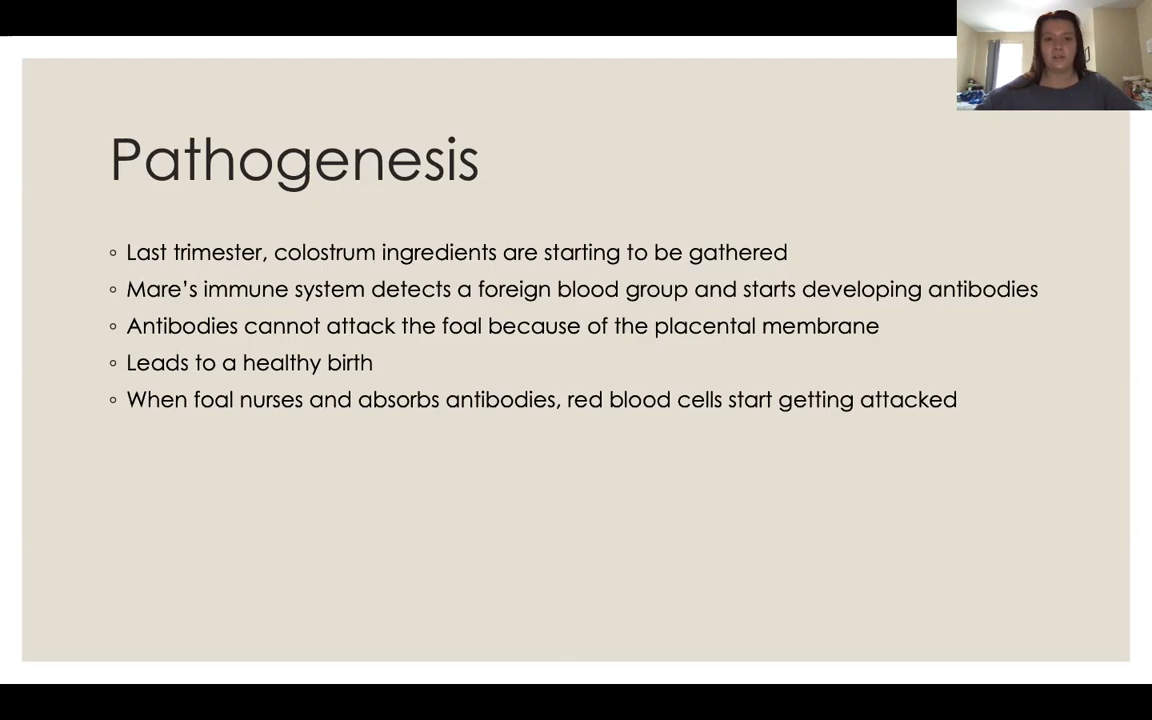 Pathogenesis
◦ Last trimester, colostrum ingredients are starting to be gathered
◦ Mare’s immune system detects a foreign blood group and starts developing antibodies
◦ Antibodies cannot attack the foal because of the placental membrane
◦ Leads to a healthy birth
◦ When foal nurses and absorbs antibodies, red blood cells start getting attacked